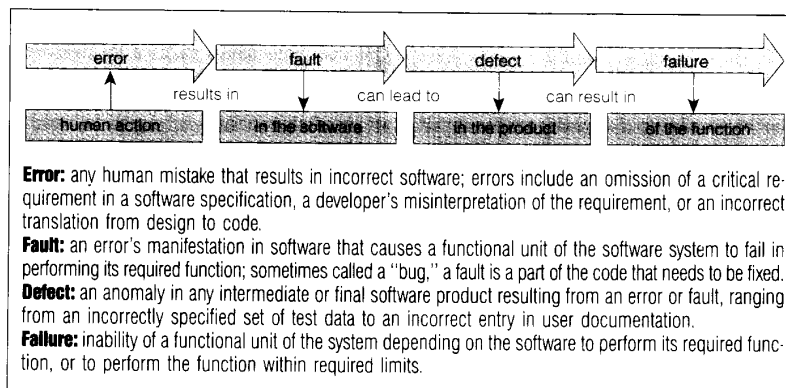 error fault defect failure
results in can lead to can result in
human action in the software in the product of the function
Error: any human mistake that results in incorrect software; errors include an omission of a critical re-
quirement in a software specification, a developer's misinterpretation of the requirement, or an incorrect
translation from design to code.
Fault: an error's manifestation in software that causes a functional unit of the software system to fail in
performing its required function; sometimes called a "bug," a fault is a part of the code that needs to be fixed.
Defect: an anomaly in any intermediate or final software product resulting from an error or fault, ranging
from an incorrectly specified set of test data to an incorrect entry in user documentation.
Failure: inability of a functional unit of the system depending on the software to perform its required func-
tion, or to perform the function within required limits.